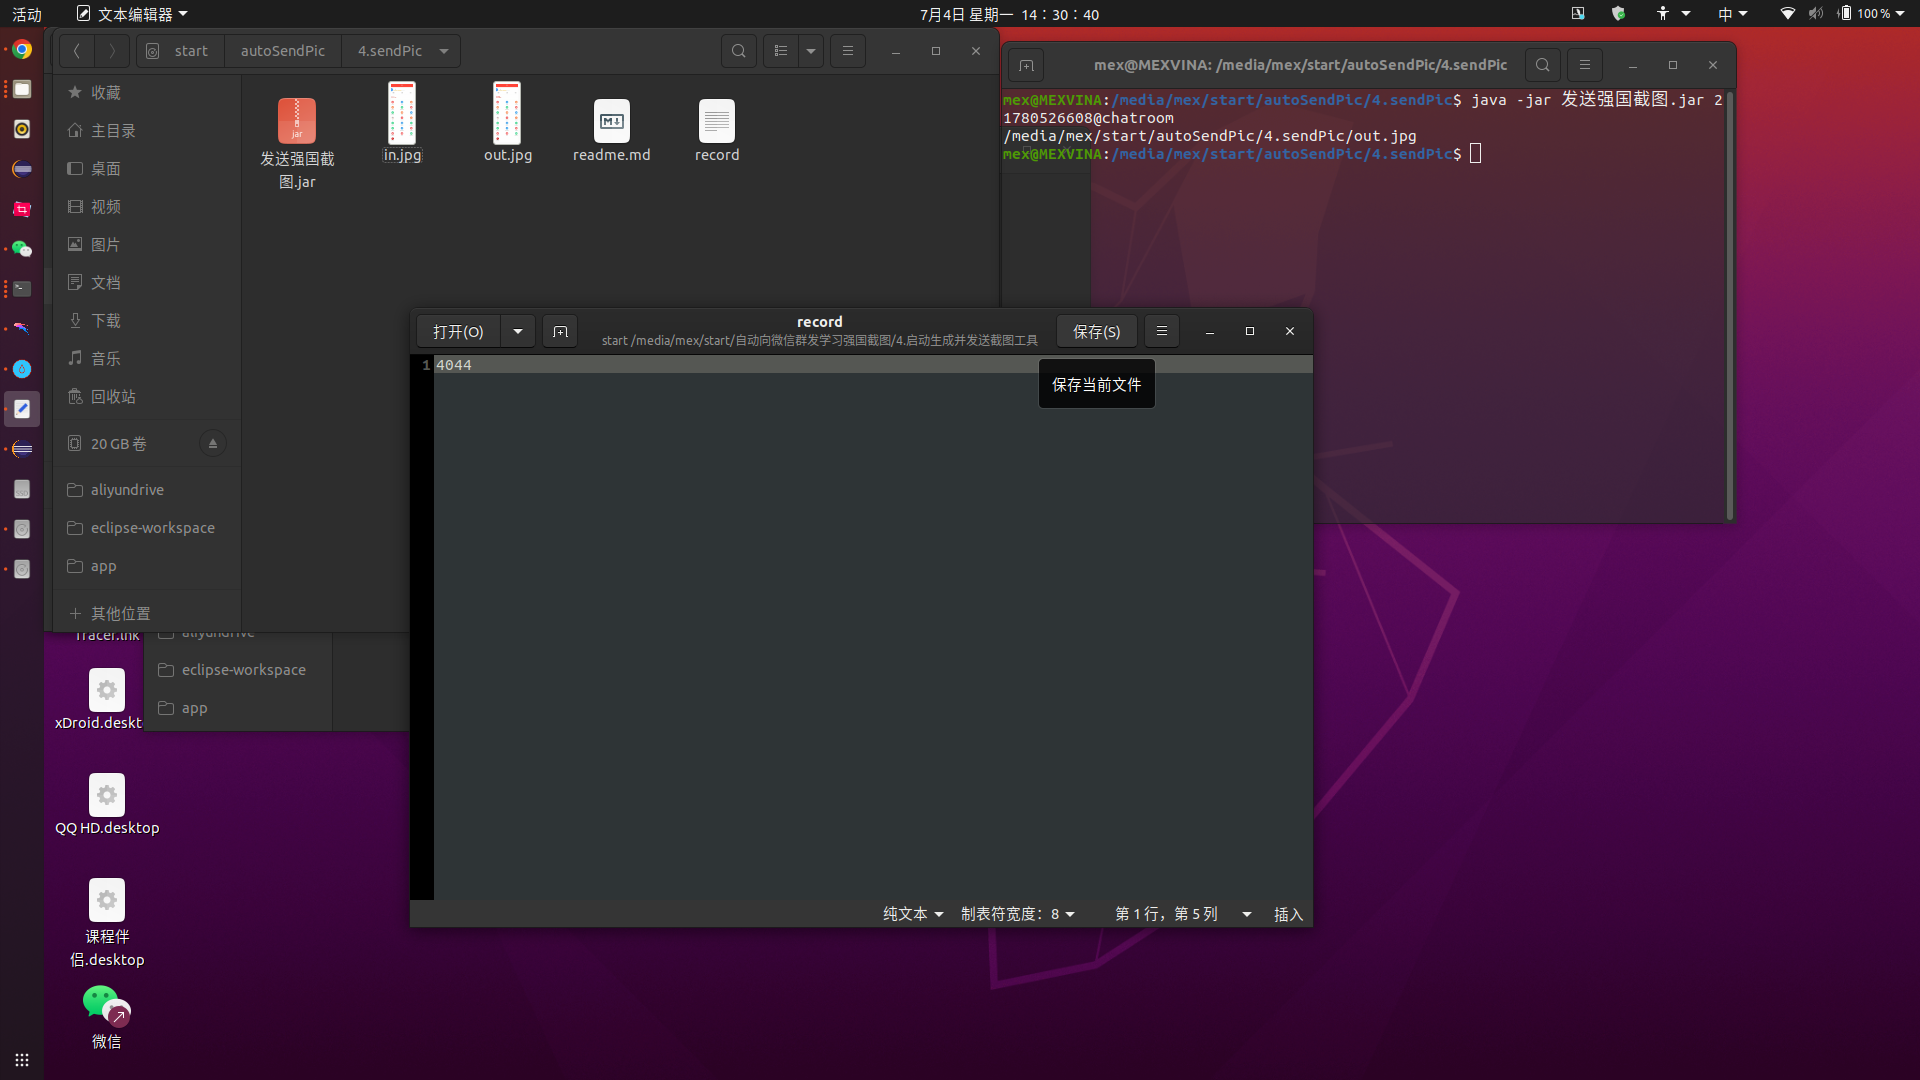 活动
文本编辑器
7月4日 星期一 14：30：40
中
100 %
start
autoSendPic
4.sendPic
收藏
主目录
桌面
视频
图片
文档
下载
音乐
回收站
20 GB 卷
aliyundrive
eclipse-workspace
app
其他位置
jar
发送强国截图.jar
in.jpg
out.jpg
readme.md
record
mex@MEXVINA: /media/mex/start/autoSendPic/4.sendPic
mex@MEXVINA:/media/mex/start/autoSendPic/4.sendPic$ java -jar 发送强国截图.jar 2
1780526608@chatroom
/media/mex/start/autoSendPic/4.sendPic/out.jpg
mex@MEXVINA:/media/mex/start/autoSendPic/4.sendPic$
打开(O)
record
start /media/mex/start/自动向微信群发学习强国截图/4.启动生成并发送截图工具
保存(S)
1 4044
保存当前文件
纯文本
制表符宽度：8
第 1 行，第 5 列
插入
Tracer.lnk
aliyundrive
eclipse-workspace
app
xDroid.deskt
QQ HD.desktop
课程伴侣.desktop
微信